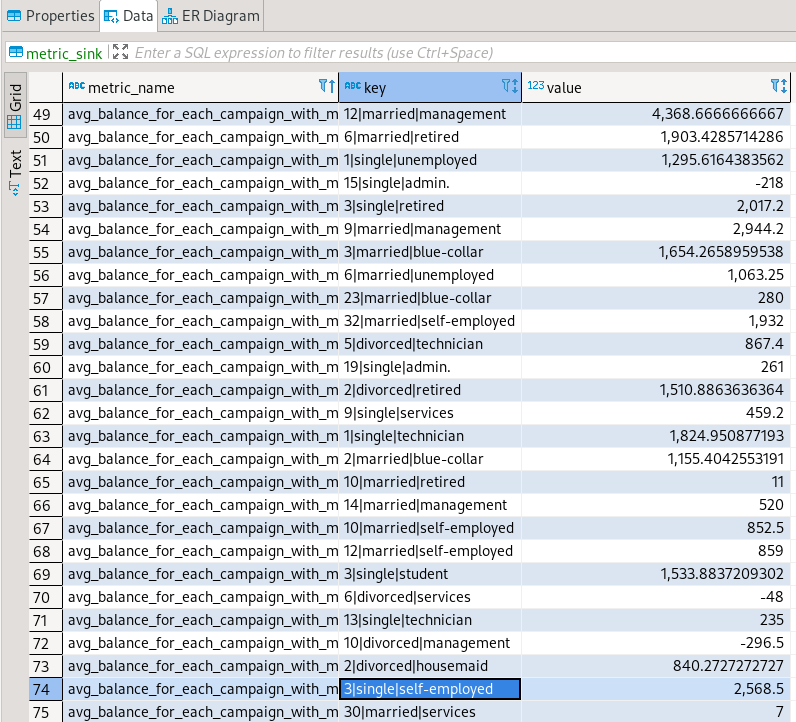 Properties Data ER Diagram
metric_sink Enter a SQL expression to filter results (use Ctrl+Space)
Grid
Text
ABC metric_name ABC key 123 value
49 avg_balance_for_each_campaign_with_m 12|married|management 4,368.6666666667
50 avg_balance_for_each_campaign_with_m 6|married|retired 1,903.4285714286
51 avg_balance_for_each_campaign_with_m 1|single|unemployed 1,295.6164383562
52 avg_balance_for_each_campaign_with_m 15|single|admin. -218
53 avg_balance_for_each_campaign_with_m 3|single|retired 2,017.2
54 avg_balance_for_each_campaign_with_m 9|married|management 2,944.2
55 avg_balance_for_each_campaign_with_m 3|married|blue-collar 1,654.2658959538
56 avg_balance_for_each_campaign_with_m 6|married|unemployed 1,063.25
57 avg_balance_for_each_campaign_with_m 23|married|blue-collar 280
58 avg_balance_for_each_campaign_with_m 32|married|self-employed 1,932
59 avg_balance_for_each_campaign_with_m 5|divorced|technician 867.4
60 avg_balance_for_each_campaign_with_m 19|single|admin. 261
61 avg_balance_for_each_campaign_with_m 2|divorced|retired 1,510.8863636364
62 avg_balance_for_each_campaign_with_m 9|single|services 459.2
63 avg_balance_for_each_campaign_with_m 1|single|technician 1,824.950877193
64 avg_balance_for_each_campaign_with_m 2|married|blue-collar 1,155.4042553191
65 avg_balance_for_each_campaign_with_m 10|married|retired 11
66 avg_balance_for_each_campaign_with_m 14|married|management 520
67 avg_balance_for_each_campaign_with_m 10|married|self-employed 852.5
68 avg_balance_for_each_campaign_with_m 12|married|self-employed 859
69 avg_balance_for_each_campaign_with_m 3|single|student 1,533.8837209302
70 avg_balance_for_each_campaign_with_m 6|divorced|services -48
71 avg_balance_for_each_campaign_with_m 13|single|technician 235
72 avg_balance_for_each_campaign_with_m 10|divorced|management -296.5
73 avg_balance_for_each_campaign_with_m 2|divorced|housemaid 840.2727272727
74 avg_balance_for_each_campaign_with_m 3|single|self-employed 2,568.5
75 avg_balance_for_each_campaign_with_m 30|married|services 7